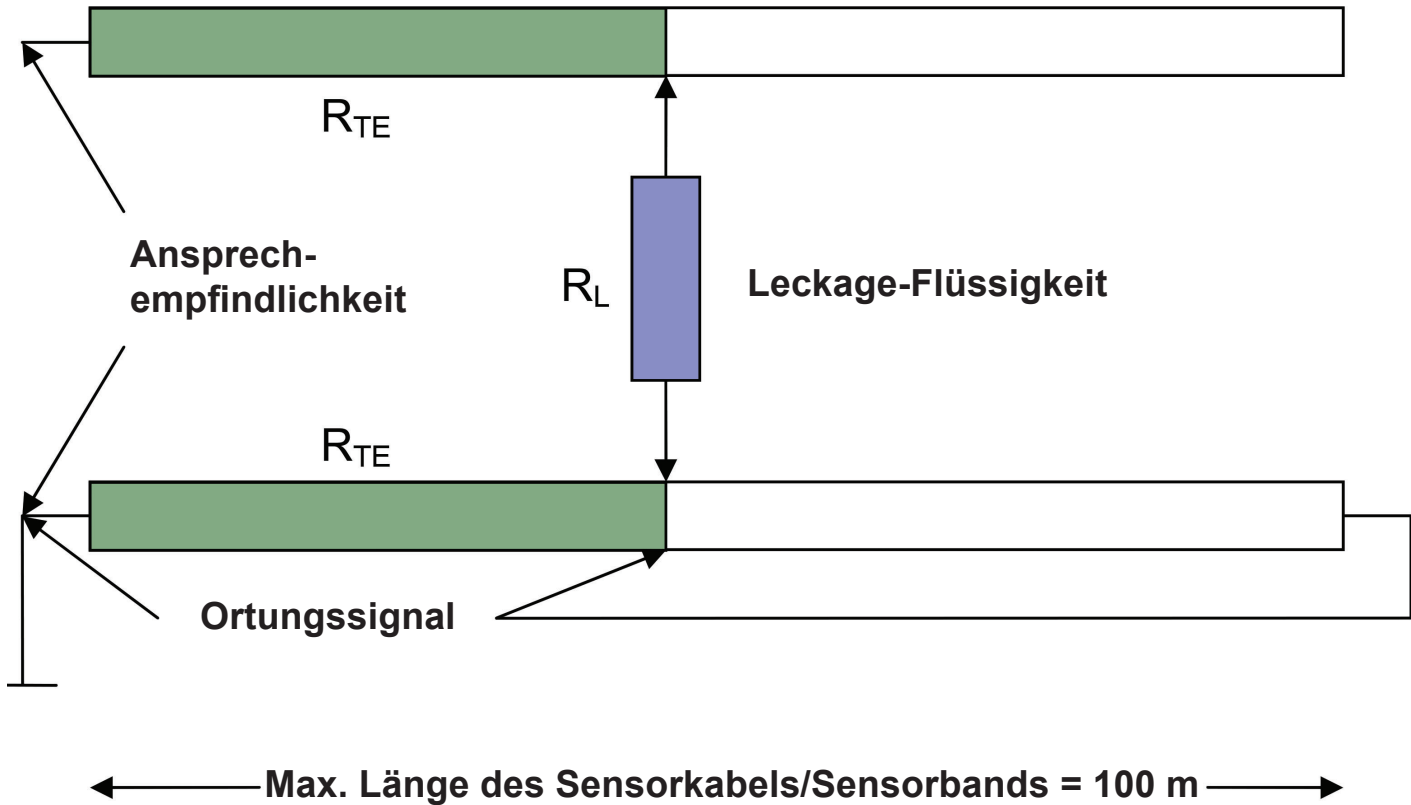 R_TE
Ansprech-
empfindlichkeit
R_L
Leckage-Flüssigkeit
R_TE
Ortungssignal
Max. Länge des Sensorkabels/Sensorbands = 100 m